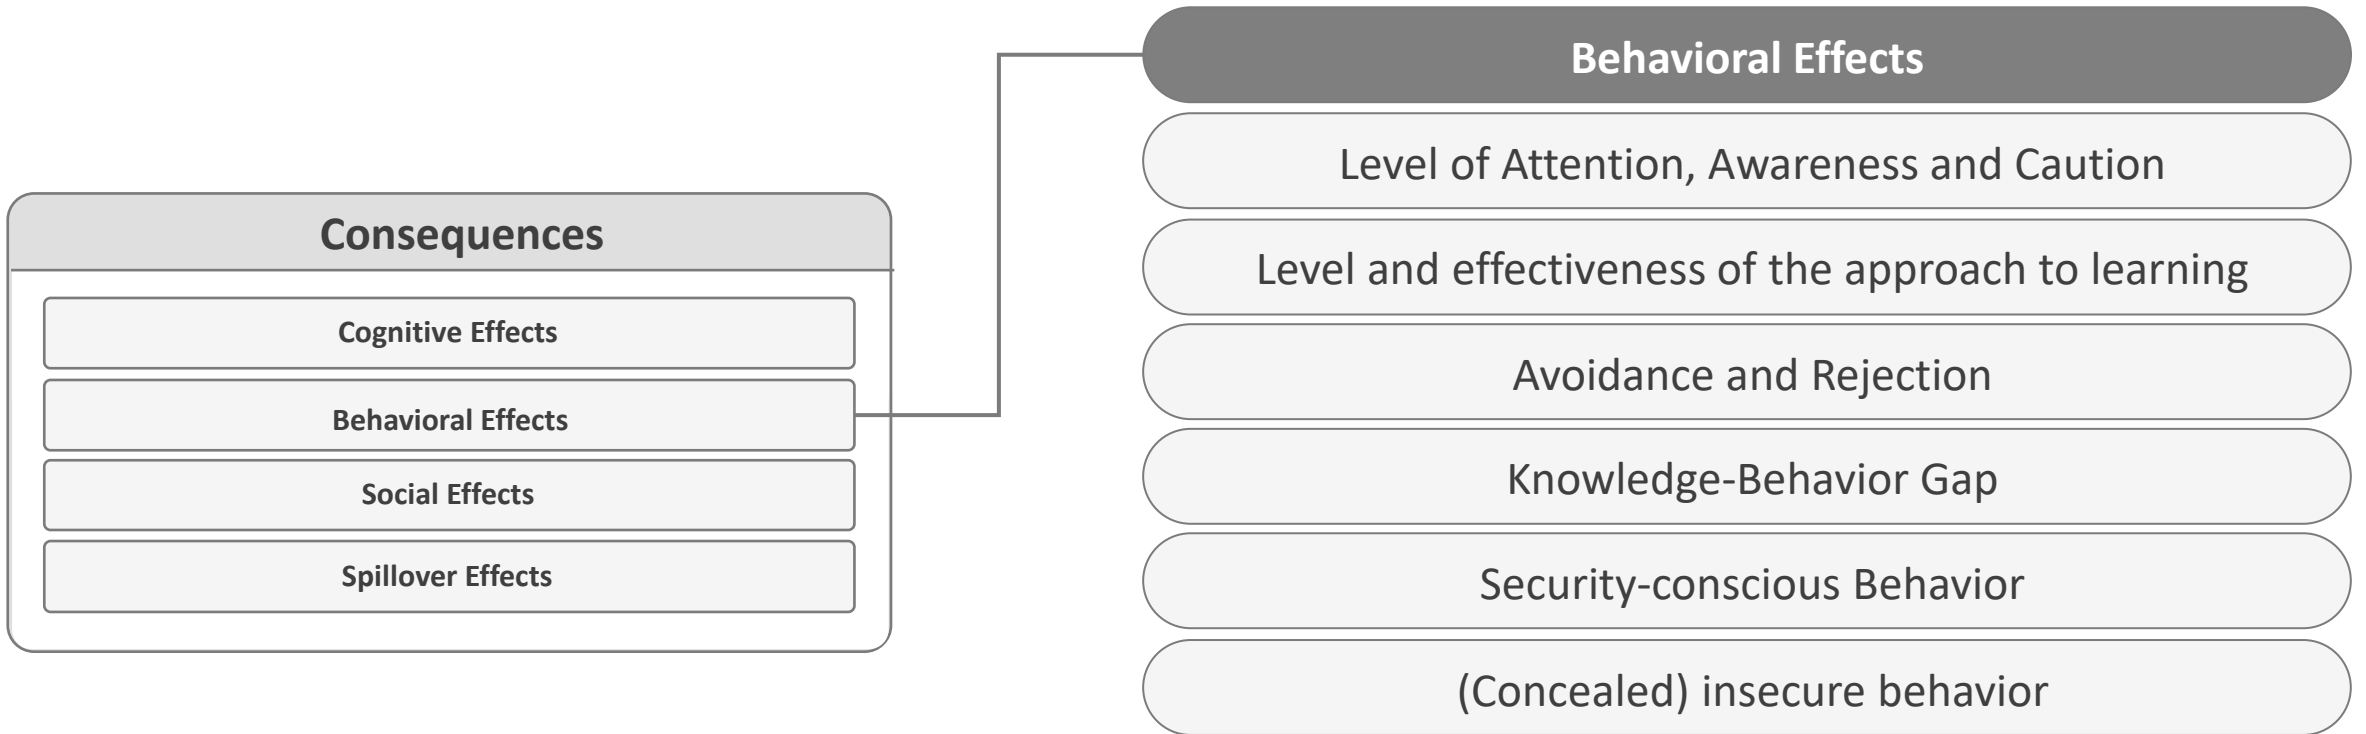 Consequences
Cognitive Effects
Behavioral Effects
Social Effects
Spillover Effects
Behavioral Effects
Level of Attention, Awareness and Caution
Level and effectiveness of the approach to learning
Avoidance and Rejection
Knowledge-Behavior Gap
Security-conscious Behavior
(Concealed) insecure behavior